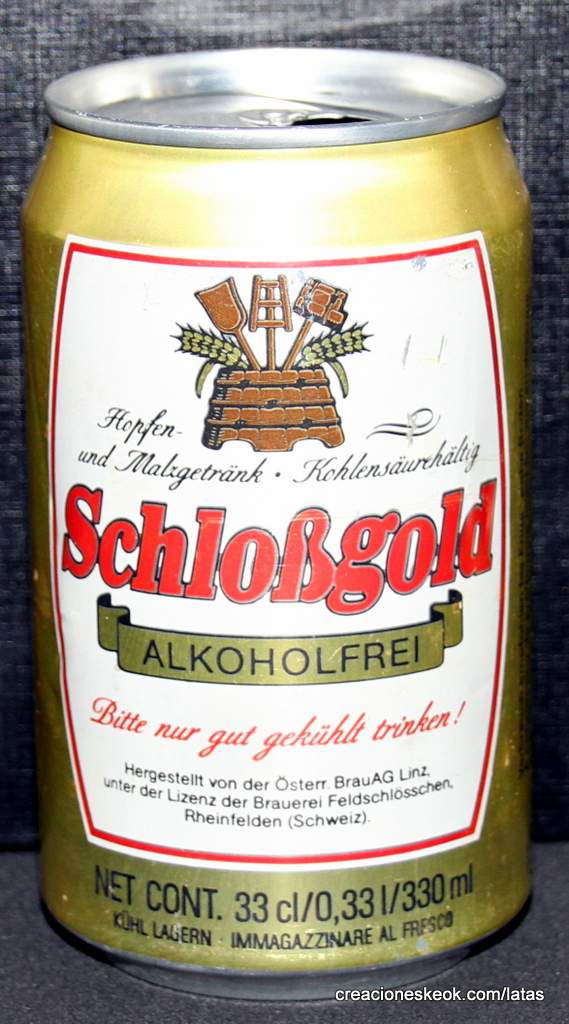 Hopfen-
und Malzgetränk · Kohlensäurehältig
Schloßgold
ALKOHOLFREI
Bitte nur gut gekühlt trinken!
Hergestellt von der Österr. BrauAG Linz,
unter der Lizenz der Brauerei Feldschlösschen,
Rheinfelden (Schweiz).
NET CONT. 33 cl/0,33 l/330 ml
KÜHL LAGERN · IMMAGAZZINARE AL FRESCO
creacioneskeok.com/latas